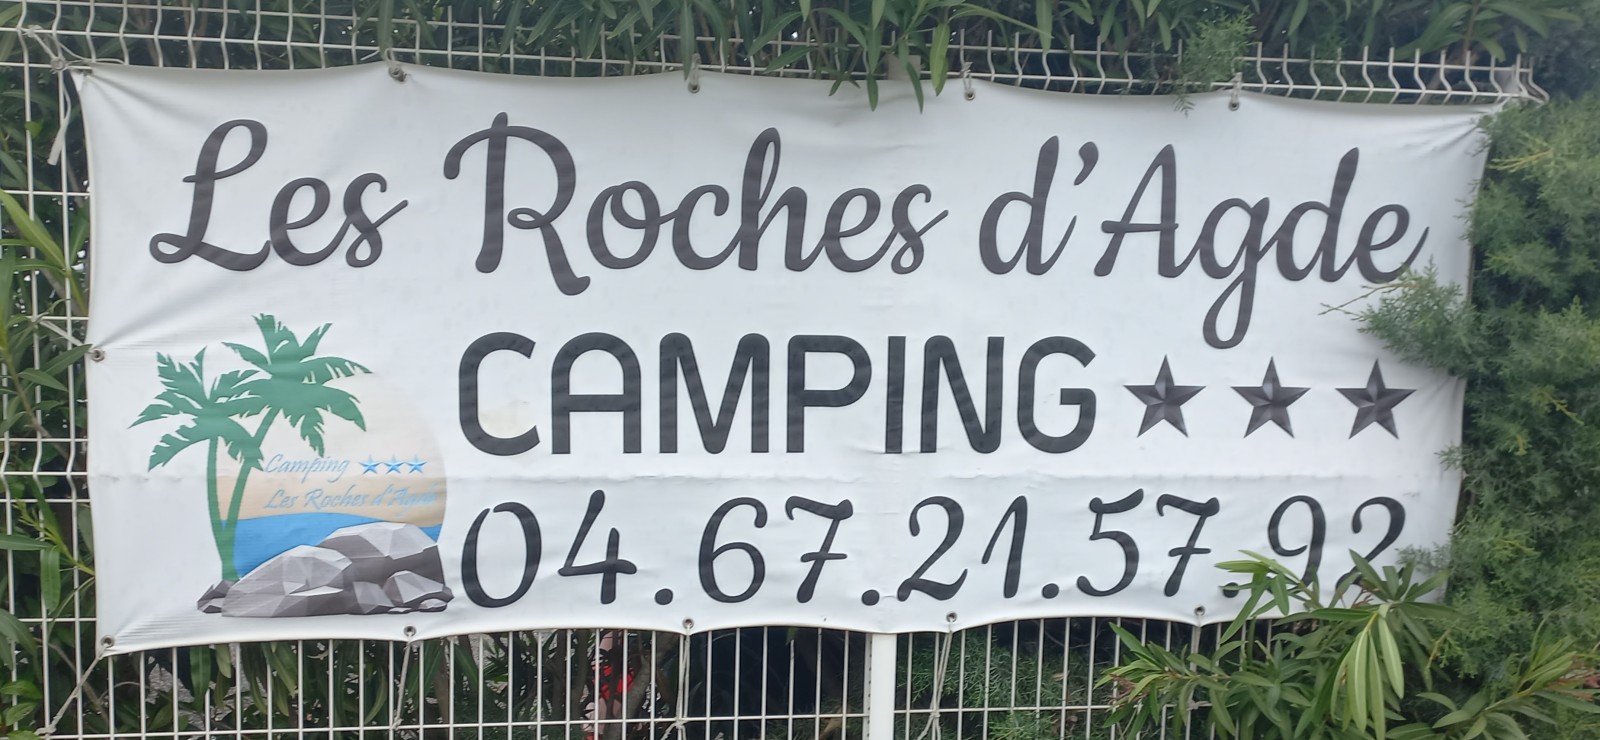 Les Roches d'Agde
CAMPING ★★★
04.67.21.57.92
Camping ★★★
Les Roches d'Agde